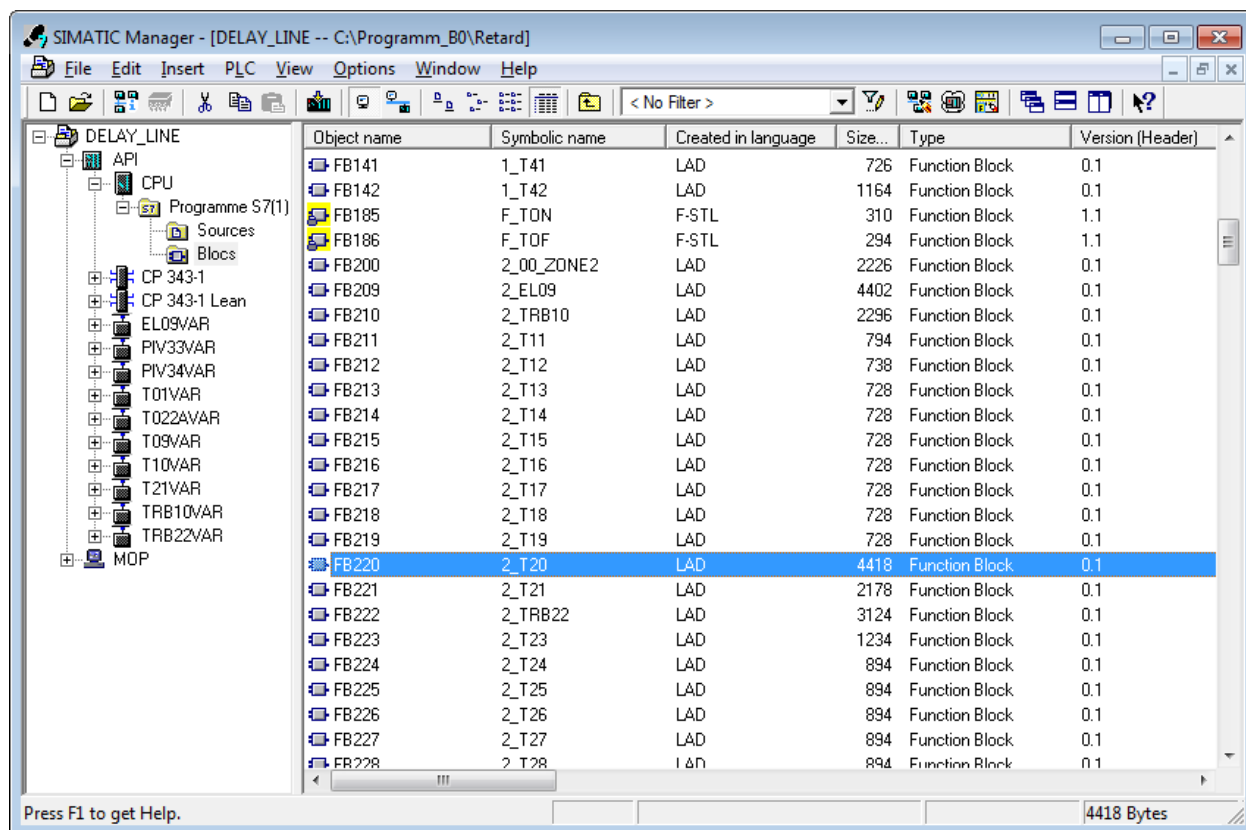 SIMATIC Manager - [DELAY_LINE -- C:\Programm_B0\Retard]
File Edit Insert PLC View Options Window Help
< No Filter >
DELAY_LINE
API
CPU
Programme S7(1)
Sources
Blocs
CP 343-1
CP 343-1 Lean
EL09VAR
PIV33VAR
PIV34VAR
T01VAR
T022AVAR
T09VAR
T10VAR
T21VAR
TRB10VAR
TRB22VAR
MOP
Object name Symbolic name Created in language Size... Type Version (Header)
FB141 1_T41 LAD 726 Function Block 0.1
FB142 1_T42 LAD 1164 Function Block 0.1
FB185 F_TON F-STL 310 Function Block 1.1
FB186 F_TOF F-STL 294 Function Block 1.1
FB200 2_00_ZONE2 LAD 2226 Function Block 0.1
FB209 2_EL09 LAD 4402 Function Block 0.1
FB210 2_TRB10 LAD 2296 Function Block 0.1
FB211 2_T11 LAD 794 Function Block 0.1
FB212 2_T12 LAD 738 Function Block 0.1
FB213 2_T13 LAD 728 Function Block 0.1
FB214 2_T14 LAD 728 Function Block 0.1
FB215 2_T15 LAD 728 Function Block 0.1
FB216 2_T16 LAD 728 Function Block 0.1
FB217 2_T17 LAD 728 Function Block 0.1
FB218 2_T18 LAD 728 Function Block 0.1
FB219 2_T19 LAD 728 Function Block 0.1
FB220 2_T20 LAD 4418 Function Block 0.1
FB221 2_T21 LAD 2178 Function Block 0.1
FB222 2_TRB22 LAD 3124 Function Block 0.1
FB223 2_T23 LAD 1234 Function Block 0.1
FB224 2_T24 LAD 894 Function Block 0.1
FB225 2_T25 LAD 894 Function Block 0.1
FB226 2_T26 LAD 894 Function Block 0.1
FB227 2_T27 LAD 894 Function Block 0.1
FB228 2_T28 LAD 894 Function Block 0.1
Press F1 to get Help. 4418 Bytes